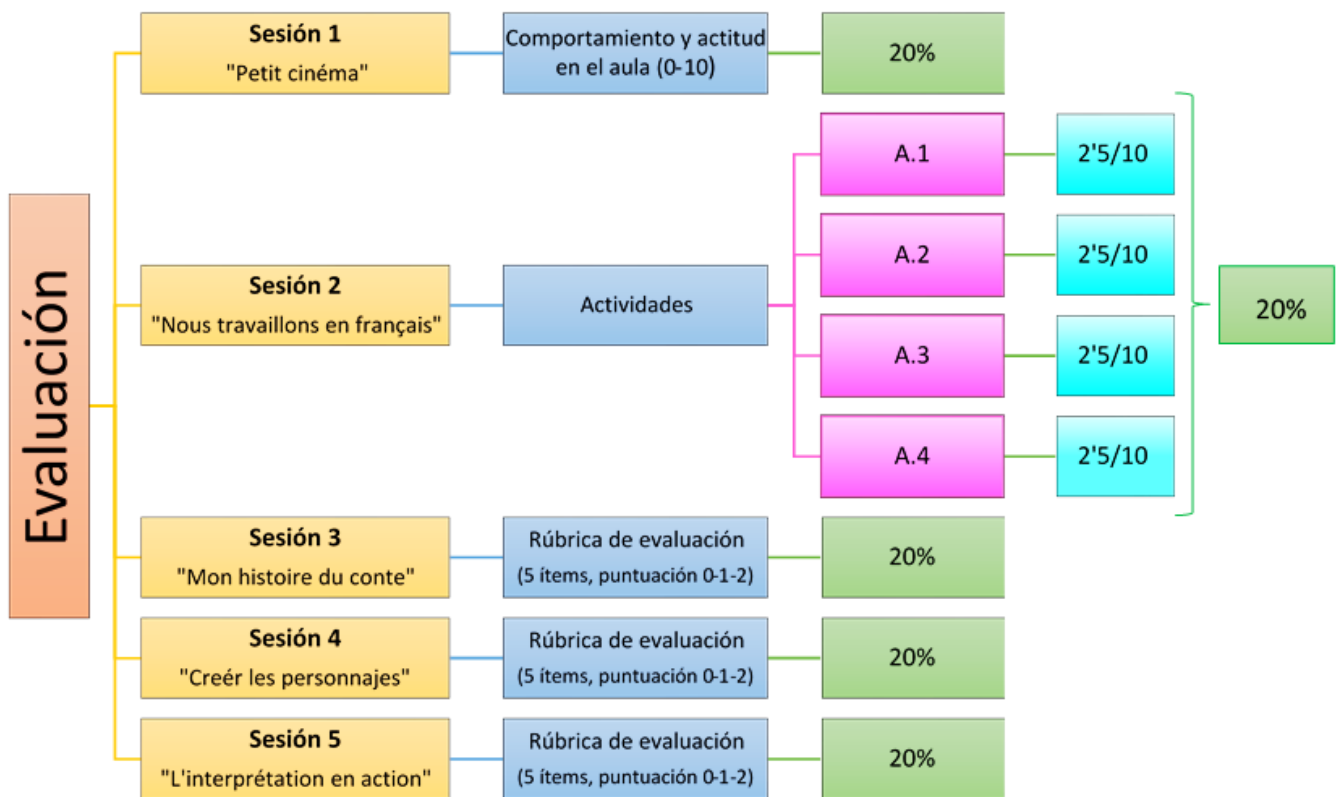 Evaluación
Sesión 1
"Petit cinéma"
Comportamiento y actitud
en el aula (0-10)
20%
Sesión 2
"Nous travaillons en français"
Actividades
A.1
2'5/10
A.2
2'5/10
A.3
2'5/10
A.4
2'5/10
20%
Sesión 3
"Mon histoire du conte"
Rúbrica de evaluación
(5 ítems, puntuación 0-1-2)
20%
Sesión 4
"Creér les personnajes"
Rúbrica de evaluación
(5 ítems, puntuación 0-1-2)
20%
Sesión 5
"L'interprétation en action"
Rúbrica de evaluación
(5 ítems, puntuación 0-1-2)
20%